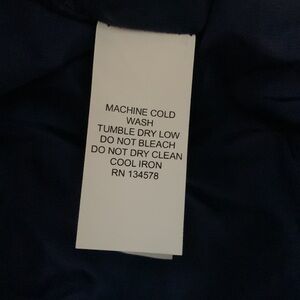 MACHINE COLD
WASH
TUMBLE DRY LOW
DO NOT BLEACH
DO NOT DRY CLEAN
COOL IRON
RN 134578